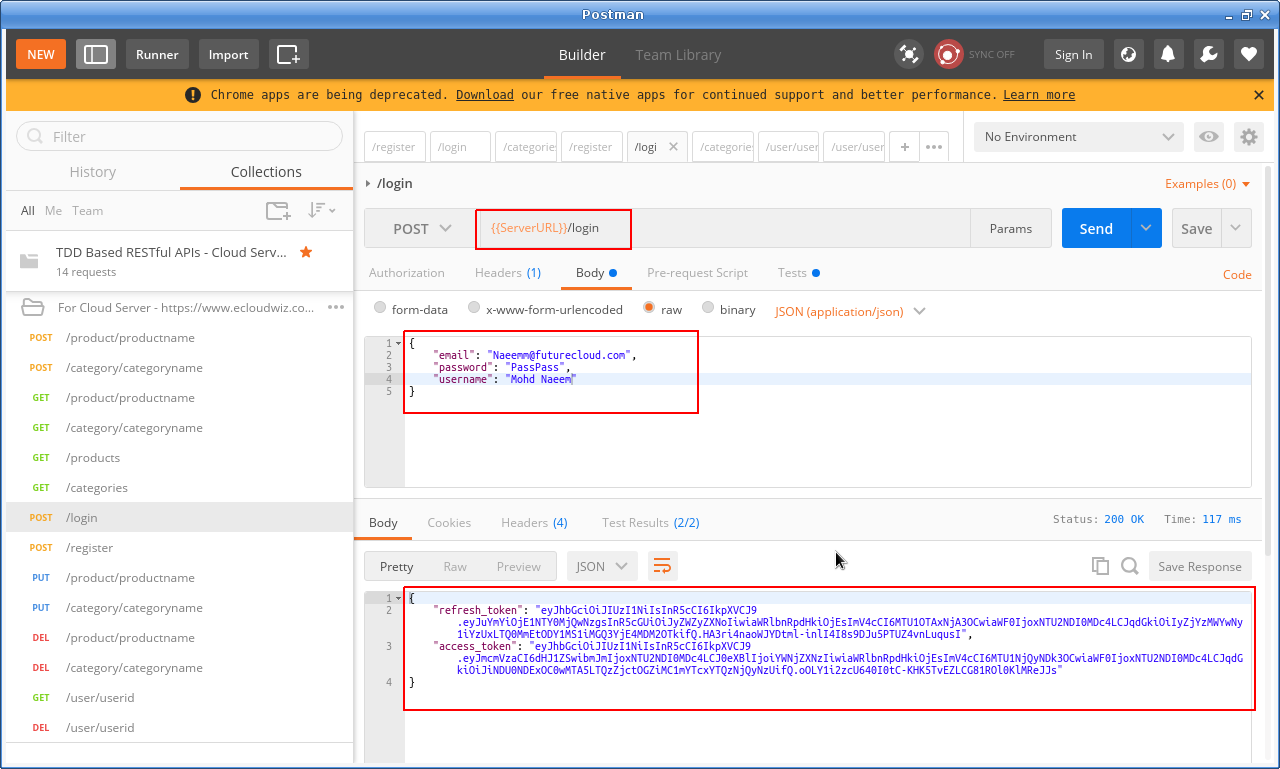 Postman
NEW Runner Import Builder Team Library SYNC OFF Sign In
Chrome apps are being deprecated. Download our free native apps for continued support and better performance. Learn more
Filter
History Collections
All Me Team
TDD Based RESTful APIs - Cloud Serv...
14 requests
For Cloud Server - https://www.ecloudwiz.co...
POST /product/productname
POST /category/categoryname
GET /product/productname
GET /category/categoryname
GET /products
GET /categories
POST /login
POST /register
PUT /product/productname
PUT /category/categoryname
DEL /product/productname
DEL /category/categoryname
GET /user/userid
DEL /user/userid
/register /login /categorie /register /logi /categorie /user/user /user/user
No Environment
/login
Examples (0)
POST {{ServerURL}}/login Params Send Save
Authorization Headers (1) Body Pre-request Script Tests Code
form-data x-www-form-urlencoded raw binary JSON (application/json)
1 {
2 "email": "Naeemm@futurecloud.com",
3 "password": "PassPass",
4 "username": "Mohd Naeem"
5 }
Body Cookies Headers (4) Test Results (2/2) Status: 200 OK Time: 117 ms
Pretty Raw Preview JSON Save Response
1 {
2 "refresh_token": "eyJhbGciOiJIUzI1NiIsInR5cCI6IkpXVCJ9
3 "access_token": "eyJhbGciOiJIUzI1NiIsInR5cCI6IkpXVCJ9
4 }